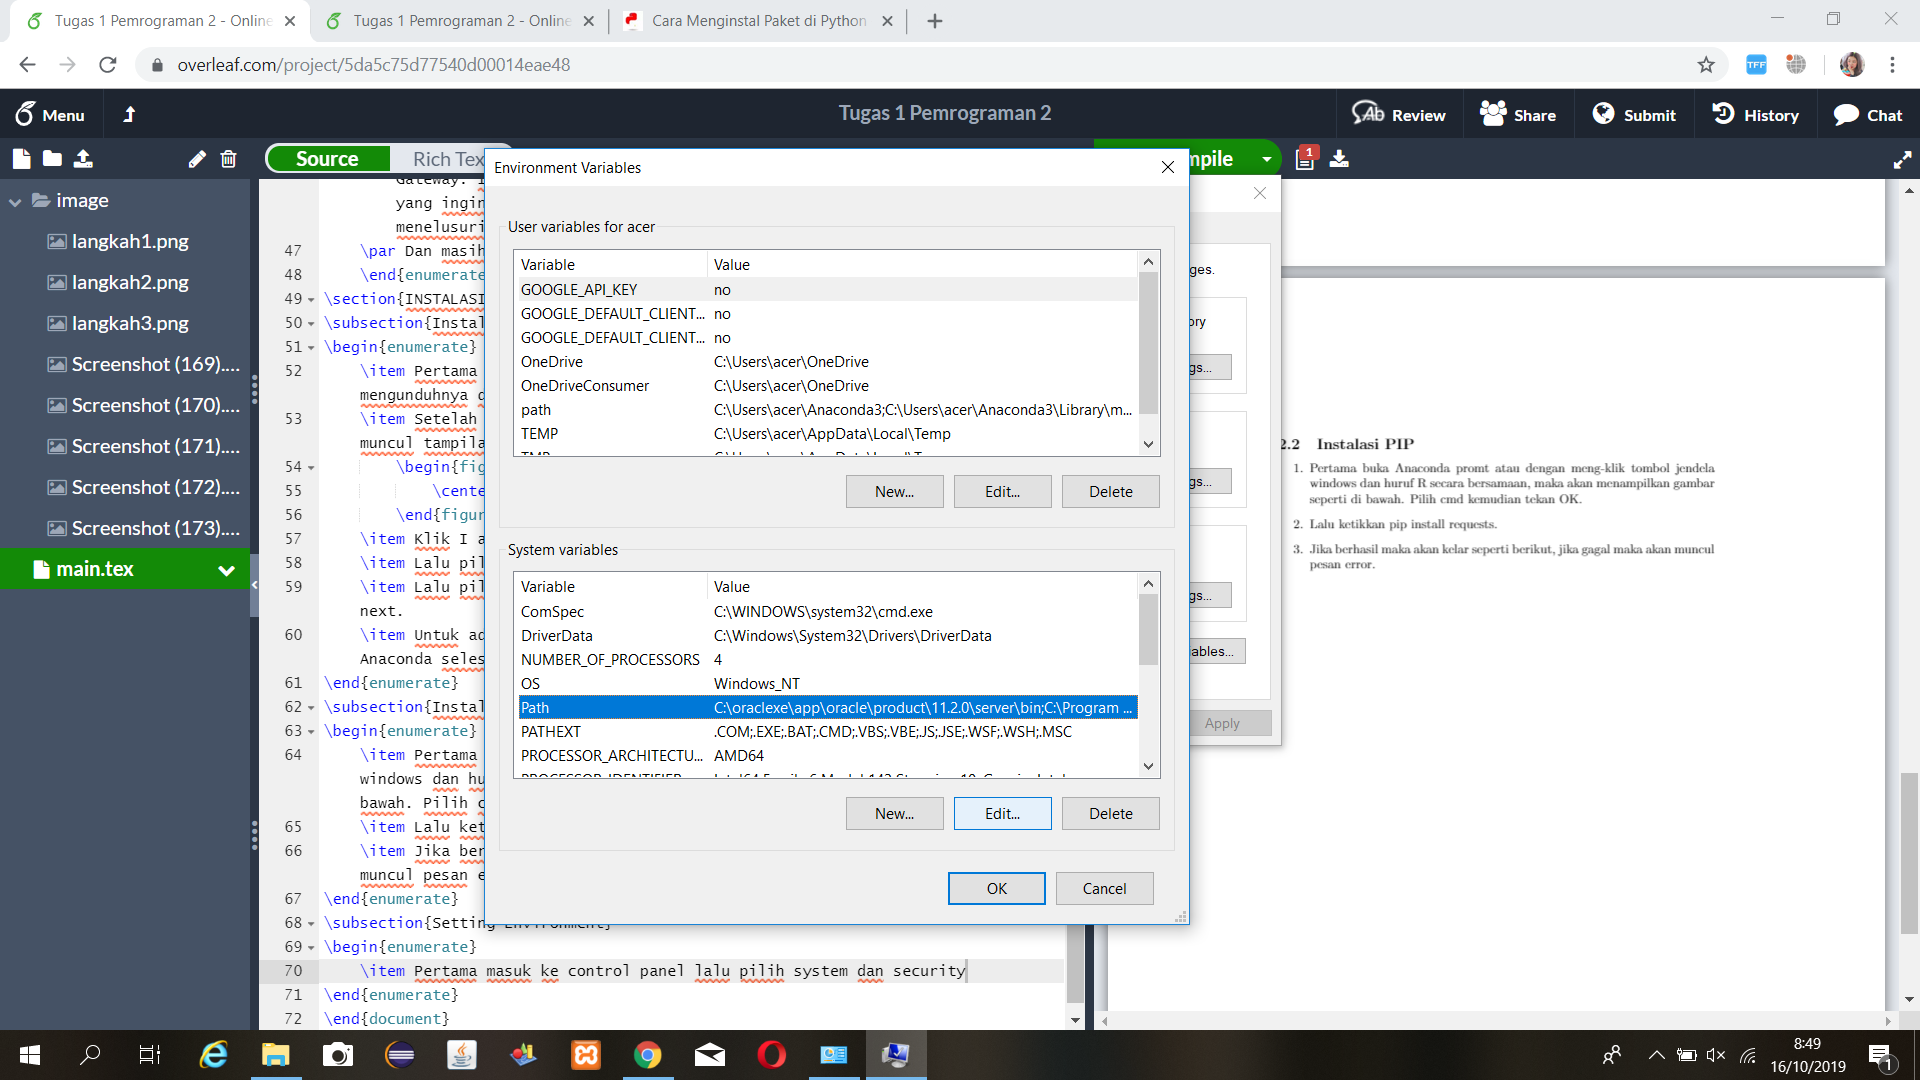 Tugas 1 Pemrograman 2 - Online
Tugas 1 Pemrograman 2 - Online
Cara Menginstal Paket di Python
overleaf.com/project/5da5c75d77540d00014eae48
TFF
Menu
Tugas 1 Pemrograman 2
Ab Review
Share
Submit
History
Chat
Source
Rich Tex
mpile
1
image
langkah1.png
langkah2.png
langkah3.png
Screenshot (169)....
Screenshot (170)....
Screenshot (171)....
Screenshot (172)....
Screenshot (173)....
main.tex
yang ingin
menelusuri
47 \par Dan masih
48 \end{enumerate
49 \section{INSTALASI
50 \subsection{Instal
51 \begin{enumerate}
52 \item Pertama
mengunduhnya d
53 \item Setelah
muncul tampila
54 \begin{fig
55 \cente
56 \end{figur
57 \item Klik I a
58 \item Lalu pil
59 \item Lalu pil
next.
60 \item Untuk ad
Anaconda seles
61 \end{enumerate}
62 \subsection{Instal
63 \begin{enumerate}
64 \item Pertama
windows dan hu
bawah. Pilih c
65 \item Lalu ket
66 \item Jika ber
muncul pesan e
67 \end{enumerate}
68 \subsection{Setting Environment}
69 \begin{enumerate}
70 \item Pertama masuk ke control panel lalu pilih system dan security
71 \end{enumerate}
72 \end{document}
Environment Variables
User variables for acer
Variable Value
GOOGLE_API_KEY no
GOOGLE_DEFAULT_CLIENT... no
GOOGLE_DEFAULT_CLIENT... no
OneDrive C:\Users\acer\OneDrive
OneDriveConsumer C:\Users\acer\OneDrive
path C:\Users\acer\Anaconda3;C:\Users\acer\Anaconda3\Library\m...
TEMP C:\Users\acer\AppData\Local\Temp
New... Edit... Delete
System variables
Variable Value
ComSpec C:\WINDOWS\system32\cmd.exe
DriverData C:\Windows\System32\Drivers\DriverData
NUMBER_OF_PROCESSORS 4
OS Windows_NT
Path C:\oraclexe\app\oracle\product\11.2.0\server\bin;C:\Program ...
PATHEXT .COM;.EXE;.BAT;.CMD;.VBS;.VBE;.JS;.JSE;.WSF;.WSH;.MSC
PROCESSOR_ARCHITECTU... AMD64
New... Edit... Delete
OK Cancel
ges.
ory
gs...
gs...
gs...
ables...
Apply
2.2 Instalasi PIP
1. Pertama buka Anaconda promt atau dengan meng-klik tombol jendela
windows dan huruf R secara bersamaan, maka akan menampilkan gambar
seperti di bawah. Pilih cmd kemudian tekan OK.
2. Lalu ketikkan pip install requests.
3. Jika berhasil maka akan kelar seperti berikut, jika gagal maka akan muncul
pesan error.
8:49
16/10/2019
1